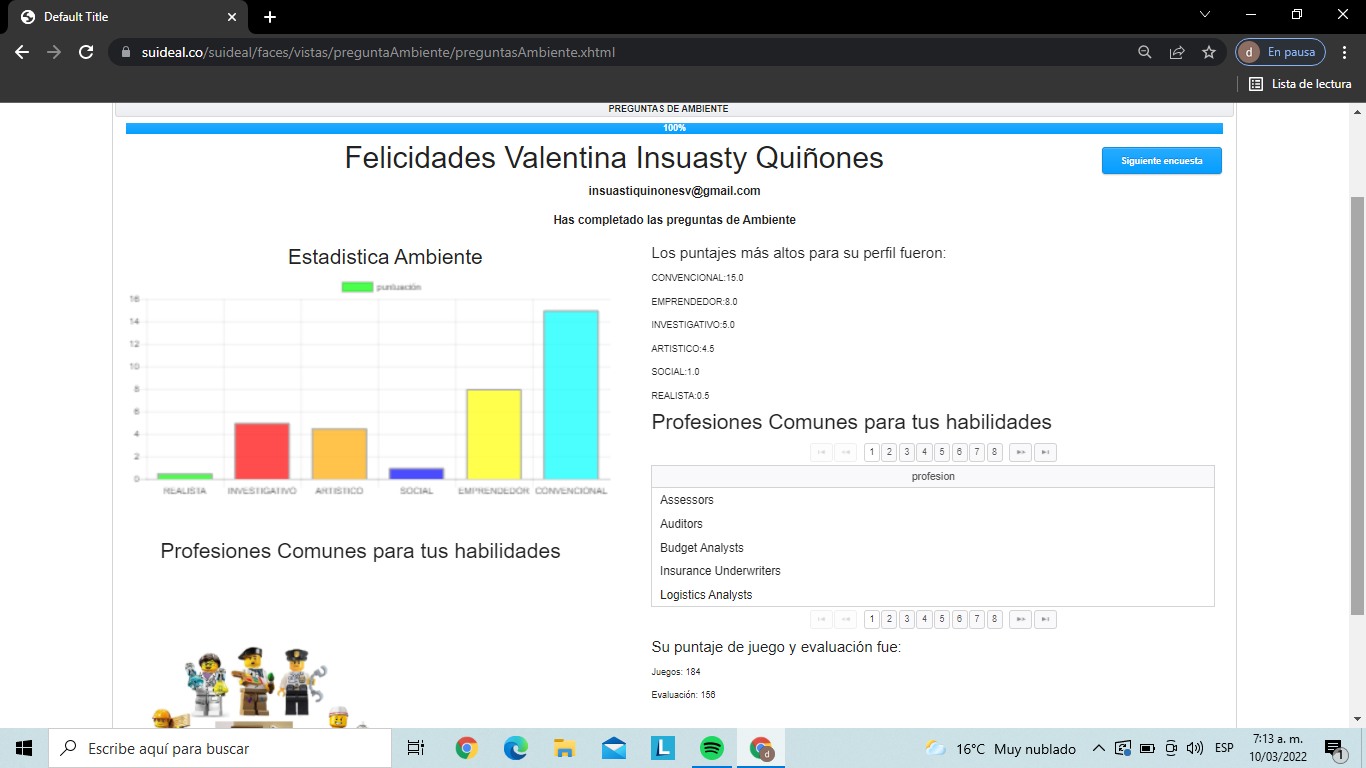 Default Title
suideal.co/suideal/faces/vistas/preguntaAmbiente/preguntasAmbiente.xhtml
d En pausa
Lista de lectura
PREGUNTAS DE AMBIENTE
100%
Felicidades Valentina Insuasty Quiñones
Siguiente encuesta
insuastiquinonesv@gmail.com
Has completado las preguntas de Ambiente
Estadistica Ambiente
puntuación
16
14
12
10
8
6
4
2
0
REALISTA INVESTIGATIVO ARTISTICO SOCIAL EMPRENDEDOR CONVENCIONAL
Profesiones Comunes para tus habilidades
Los puntajes más altos para su perfil fueron:
CONVENCIONAL:15.0
EMPRENDEDOR:8.0
INVESTIGATIVO:5.0
ARTISTICO:4.5
SOCIAL:1.0
REALISTA:0.5
Profesiones Comunes para tus habilidades
1 2 3 4 5 6 7 8
profesion
Assessors
Auditors
Budget Analysts
Insurance Underwriters
Logistics Analysts
1 2 3 4 5 6 7 8
Su puntaje de juego y evaluación fue:
Juegos: 184
Evaluación: 156
Escribe aquí para buscar
L
d
16°C Muy nublado
ESP
7:13 a. m.
10/03/2022
1